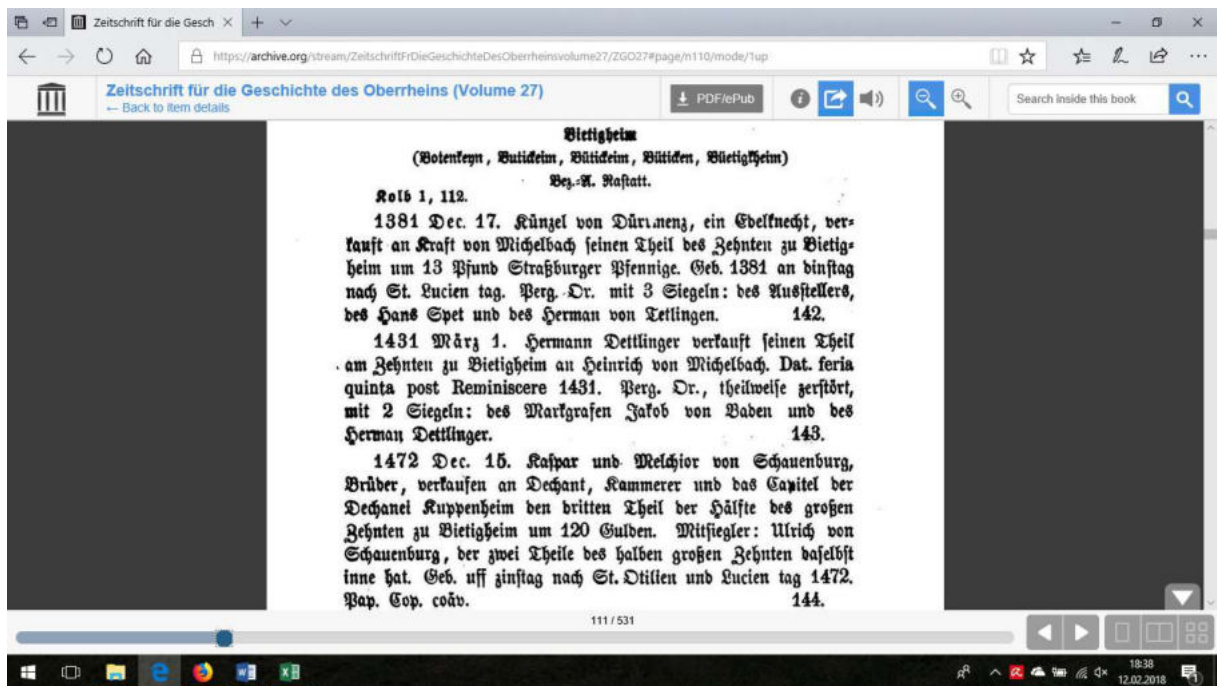 Zeitschrift für die Gesch
https://archive.org/stream/ZeitschriftFrDieGeschichteDesOberrheinsvolume27/ZGO27#page/n110/mode/1up
Zeitschrift für die Geschichte des Oberrheins (Volume 27)
← Back to item details
PDF/ePub
Search inside this book
Bietigheim
(Botenkeyn, Butickeim, Bütickeim, Büticken, Büetigkheim)
Bez.-A. Rastatt.
Kolb 1, 112.
1381 Dec. 17. Künzel von Dürrmenz, ein Edelknecht, ver-
kauft an Kraft von Michelbach seinen Theil des Zehnten zu Bietig-
heim um 13 Pfund Straßburger Pfennige. Geb. 1381 an dinstag
nach St. Lucien tag. Perg. Or. mit 3 Siegeln: des Ausstellers,
des Hans Spet und des Herman von Tetlingen. 142.
1431 März 1. Hermann Dettlinger verkauft seinen Theil
am Zehnten zu Bietigheim an Heinrich von Michelbach. Dat. feria
quinta post Reminiscere 1431. Perg. Or., theilweise zerstört,
mit 2 Siegeln: des Markgrafen Jakob von Baden und des
Herman Dettlinger. 143.
1472 Dec. 15. Kaspar und Melchior von Schauenburg,
Brüder, verkaufen an Dechant, Kammerer und das Capitel der
Dechanei Kuppenheim den dritten Theil der Hälfte des großen
Zehnten zu Bietigheim um 120 Gulden. Mitsiegler: Ulrich von
Schauenburg, der zwei Theile des halben großen Zehnten daselbst
inne hat. Geb. uff zinstag nach St. Otilien und Lucien tag 1472.
Pap. Cop. coäv. 144.
111 / 531
18:38
12.02.2018